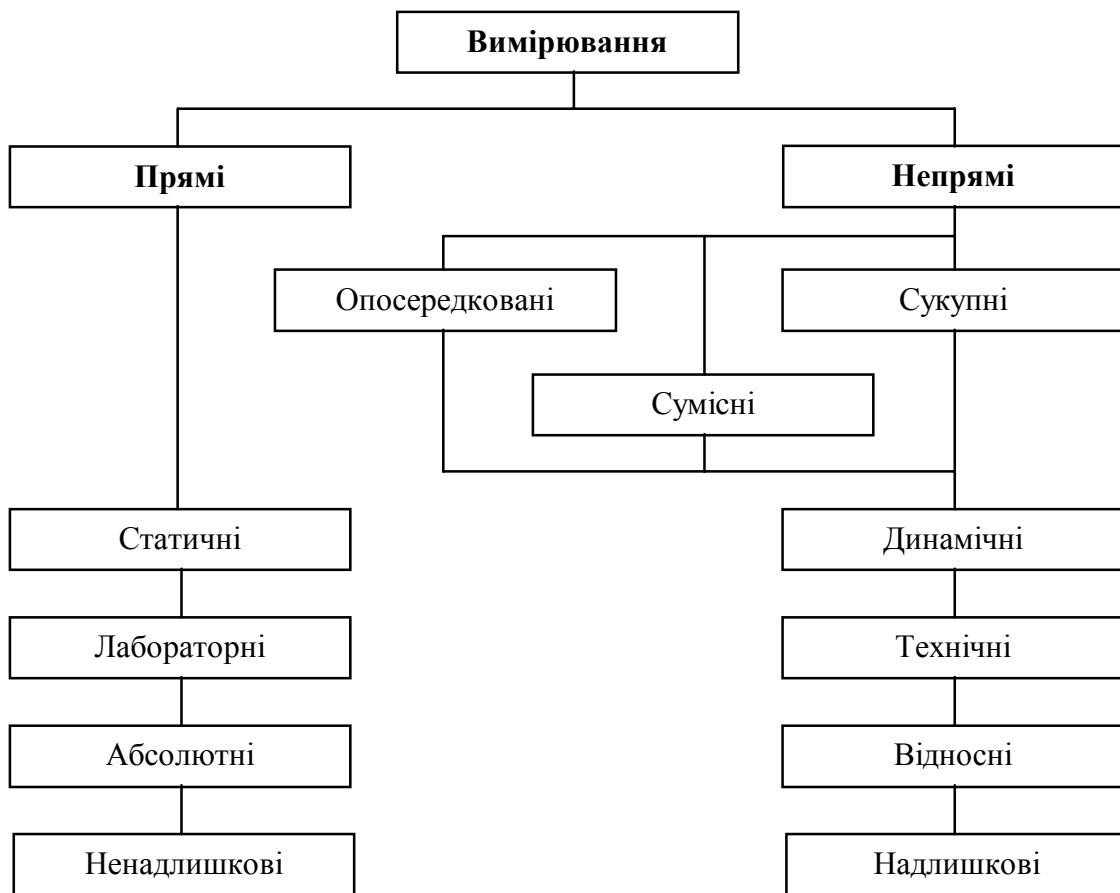 Вимірювання
Прямі
Непрямі
Опосередковані
Сукупні
Сумісні
Статичні
Динамічні
Лабораторні
Технічні
Абсолютні
Відносні
Ненадлишкові
Надлишкові